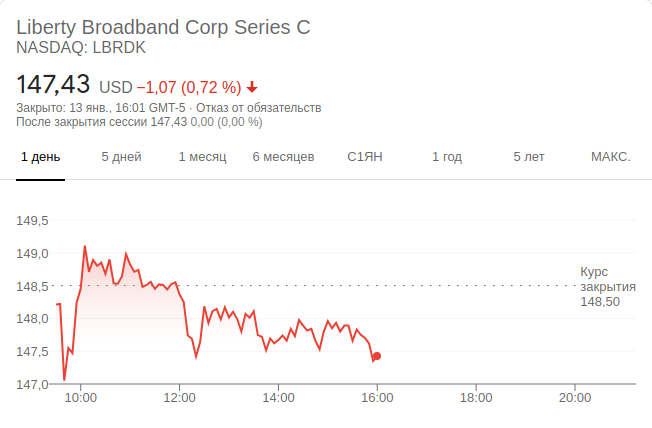 Liberty Broadband Corp Series C
NASDAQ: LBRDK
147,43 USD −1,07 (0,72 %)
Закрыто: 13 янв., 16:01 GMT-5 · Отказ от обязательств
После закрытия сессии 147,43 0,00 (0,00 %)
1 день 5 дней 1 месяц 6 месяцев С1ЯН 1 год 5 лет МАКС.
149,5
149,0
Курс
148,5 закрытия
148,50
148,0
147,5
147,0
10:00 12:00 14:00 16:00 18:00 20:00